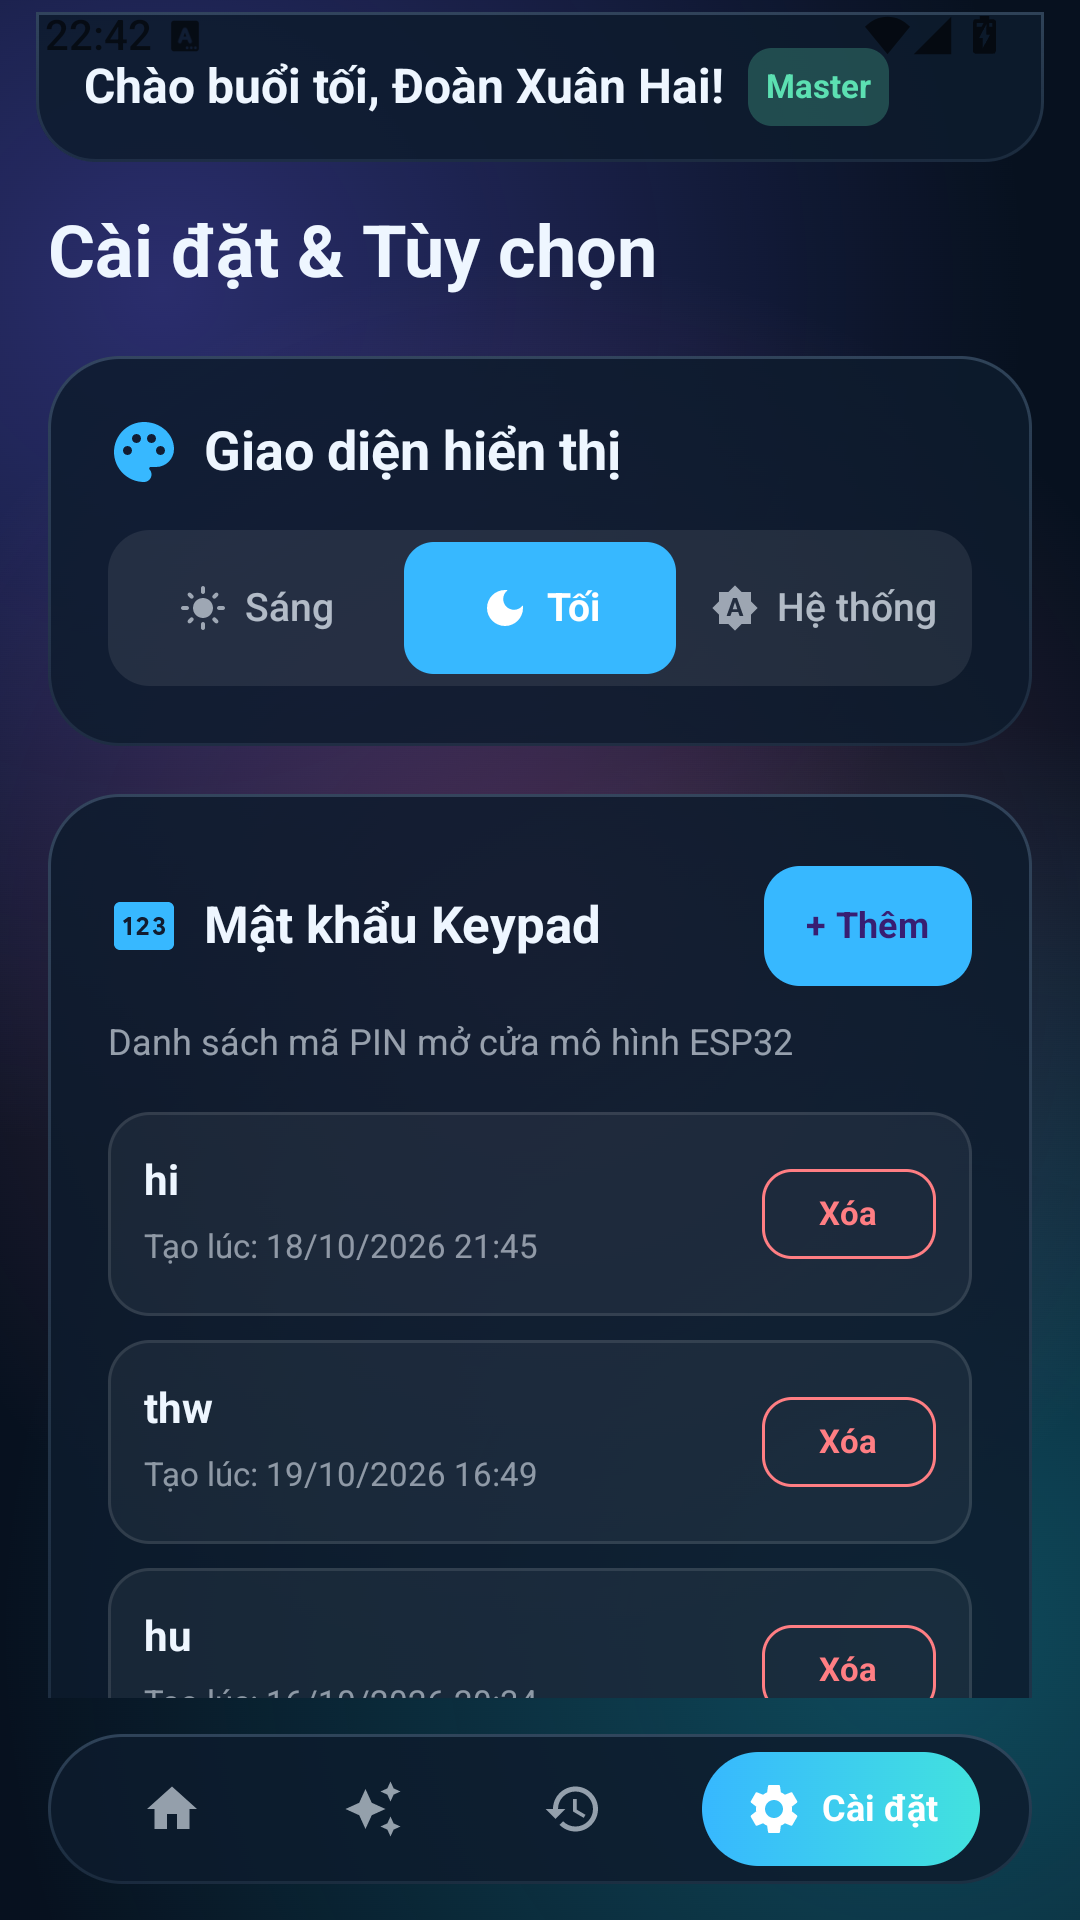 22:42
Chào buổi tối, Đoàn Xuân Hai!
Master
Cài đặt & Tùy chọn
Giao diện hiển thị
Sáng
Tối
A
Hệ thống
123
Mật khẩu Keypad
+ Thêm
Danh sách mã PIN mở cửa mô hình ESP32
hi
Tạo lúc: 18/10/2026 21:45
Xóa
thw
Tạo lúc: 19/10/2026 16:49
Xóa
hu
Xóa
Cài đặt